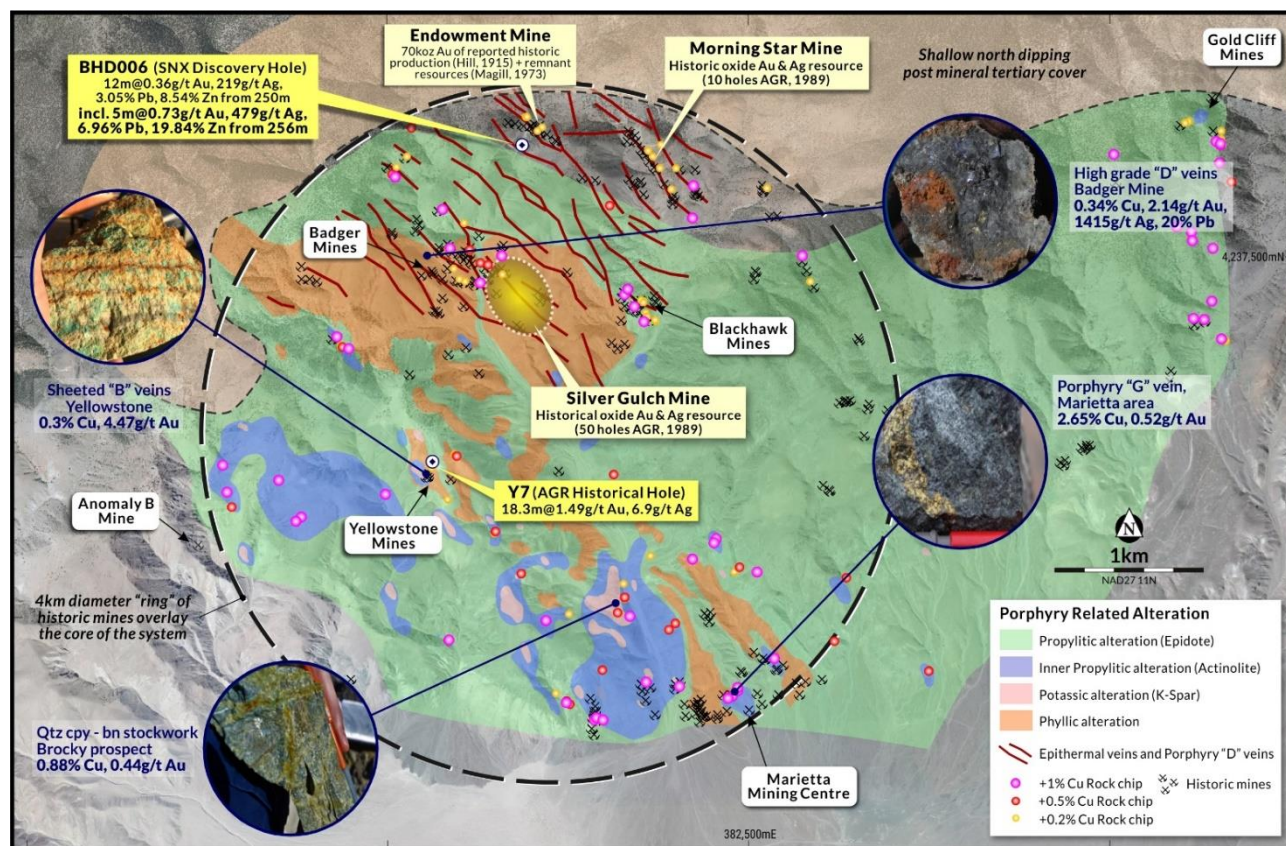 Endowment Mine
70koz Au of reported historic
production (Hill, 1915) + remnant
resources (Magill, 1973)
BHD006 (SNX Discovery Hole)
12m@0.36g/t Au, 219g/t Ag,
3.05% Pb, 8.54% Zn from 250m
incl. 5m@0.73g/t Au, 479g/t Ag,
6.96% Pb, 19.84% Zn from 256m
Morning Star Mine
Historic oxide Au & Ag resource
(10 holes AGR, 1989)
Shallow north dipping
post mineral tertiary cover
Gold Cliff
Mines
High grade "D" veins
Badger Mine
0.34% Cu, 2.14g/t Au,
1415g/t Ag, 20% Pb
4,237,500mN
Badger
Mines
Blackhawk
Mines
Sheeted "B" veins
Yellowstone
0.3% Cu, 4.47g/t Au
Silver Gulch Mine
Historical oxide Au & Ag resource
(50 holes AGR, 1989)
Porphyry "G" vein,
Marietta area
2.65% Cu, 0.52g/t Au
Y7 (AGR Historical Hole)
18.3m@1.49g/t Au, 6.9g/t Ag
Anomaly B
Mine
Yellowstone
Mines
N
1km
NAD27 11N
4km diameter "ring" of
historic mines overlay
the core of the system
Qtz cpy - bn stockwork
Brocky prospect
0.88% Cu, 0.44g/t Au
Marietta
Mining Centre
382,500mE
Porphyry Related Alteration
Propylitic alteration (Epidote)
Inner Propylitic alteration (Actinolite)
Potassic alteration (K-Spar)
Phyllic alteration
Epithermal veins and Porphyry "D" veins
+1% Cu Rock chip
Historic mines
+0.5% Cu Rock chip
+0.2% Cu Rock chip